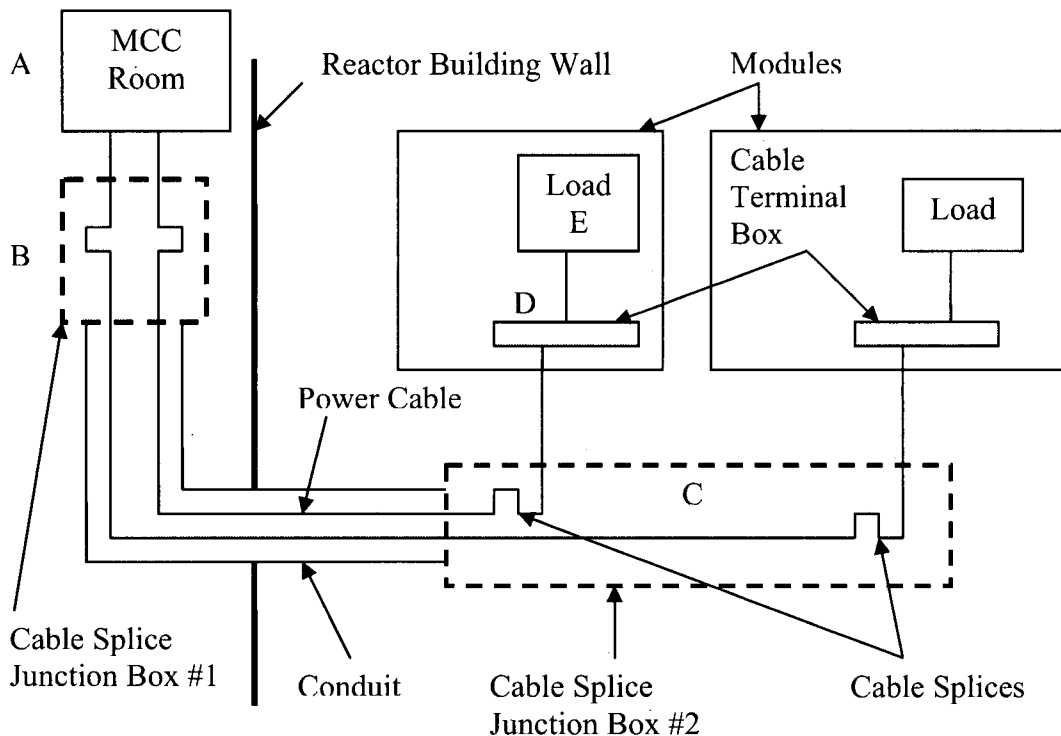 A
MCC
Room
Reactor Building Wall
Modules
Load
E
Cable
Terminal
Box
Load
B
D
Power Cable
C
Cable Splice
Junction Box #1
Conduit
Cable Splice
Junction Box #2
Cable Splices